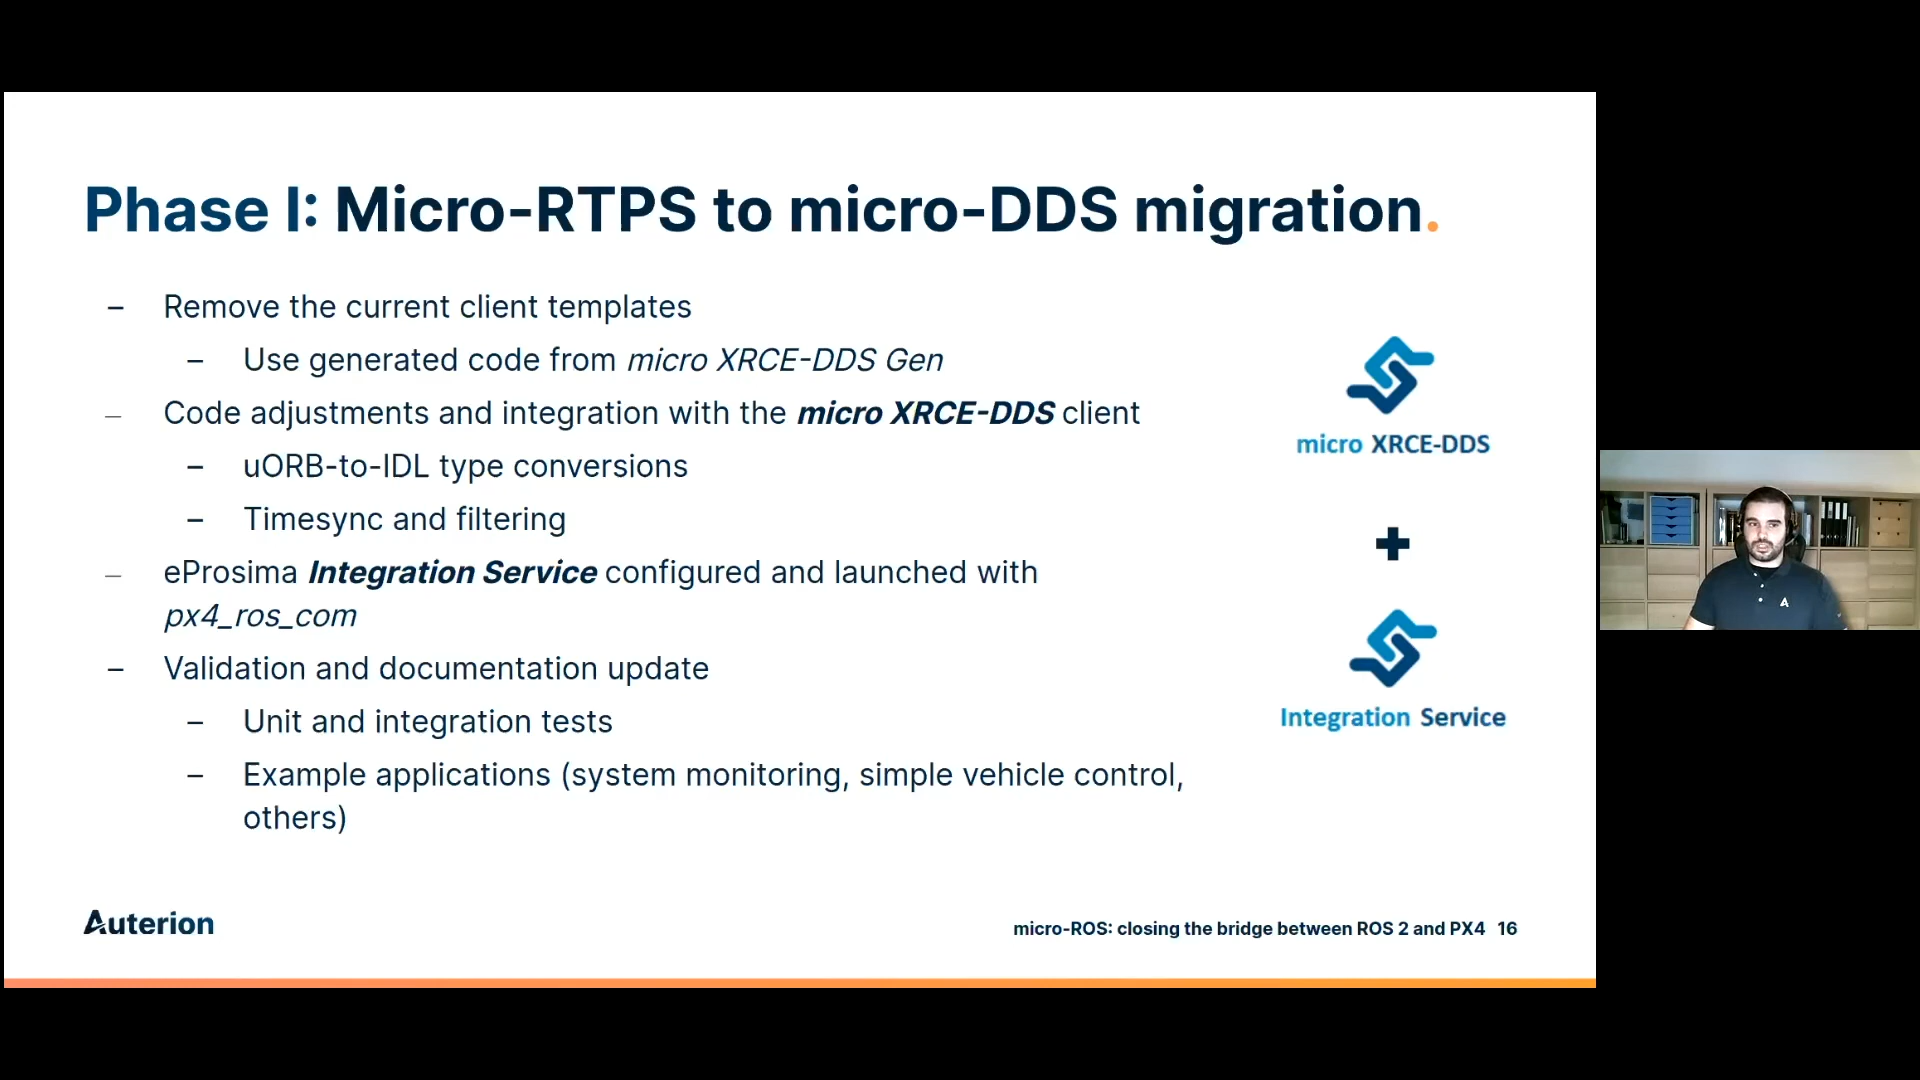 Phase I: Micro-RTPS to micro-DDS migration.
– Remove the current client templates
– Use generated code from micro XRCE-DDS Gen
– Code adjustments and integration with the micro XRCE-DDS client
– uORB-to-IDL type conversions
– Timesync and filtering
– eProsima Integration Service configured and launched with
px4_ros_com
– Validation and documentation update
– Unit and integration tests
– Example applications (system monitoring, simple vehicle control,
others)
micro XRCE-DDS
+
Integration Service
Auterion
micro-ROS: closing the bridge between ROS 2 and PX4 16